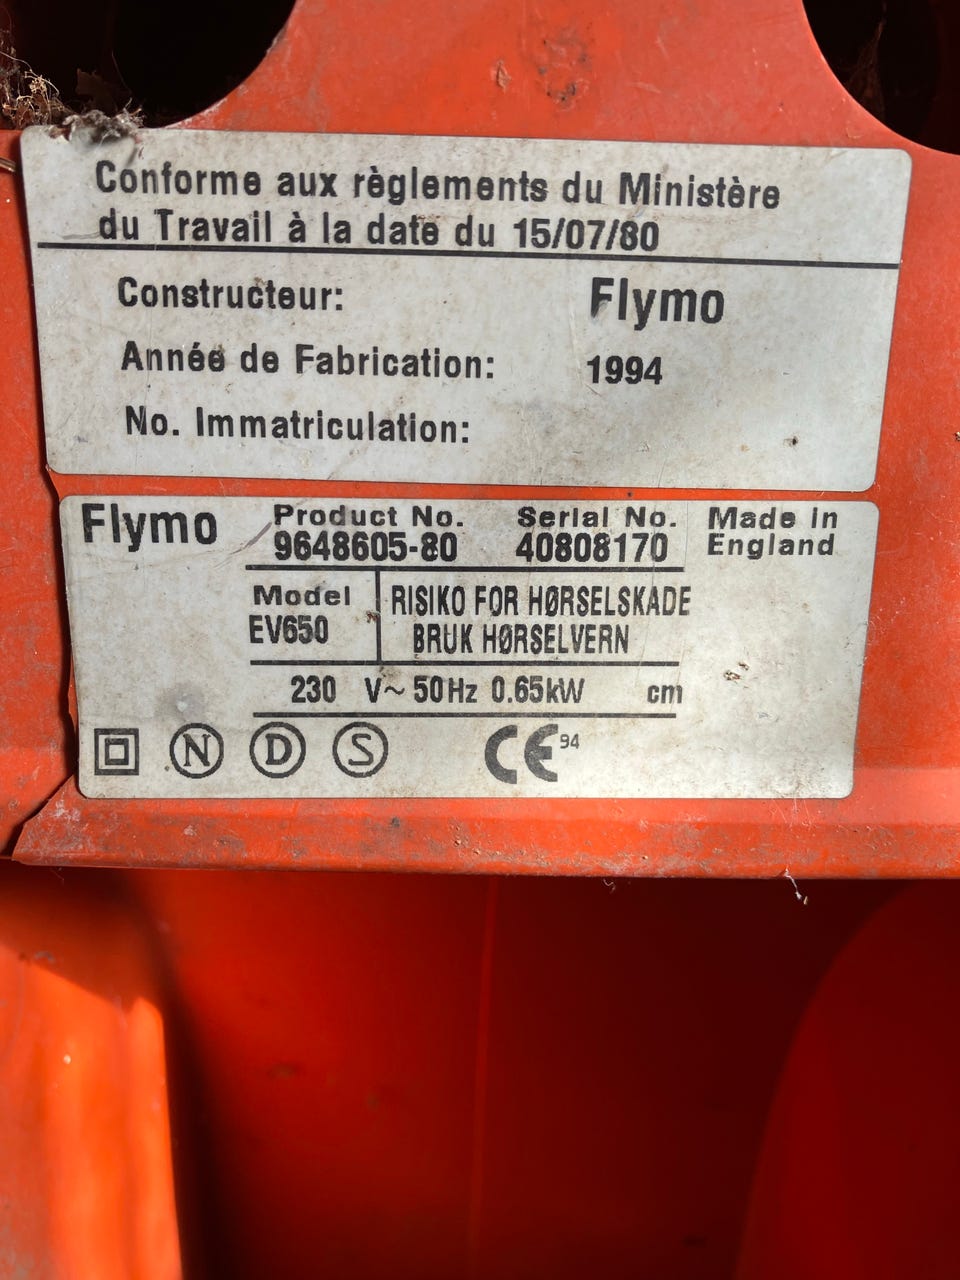 Conforme aux règlements du Ministère
du Travail à la date du 15/07/80
Constructeur: Flymo
Année de Fabrication: 1994
No. Immatriculation:
Flymo Product No. Serial No. Made in
9648605-80 40808170 England
Model RISIKO FOR HØRSELSKADE
EV650 BRUK HØRSELVERN
230 V~ 50Hz 0.65kW cm
N D S CE 94